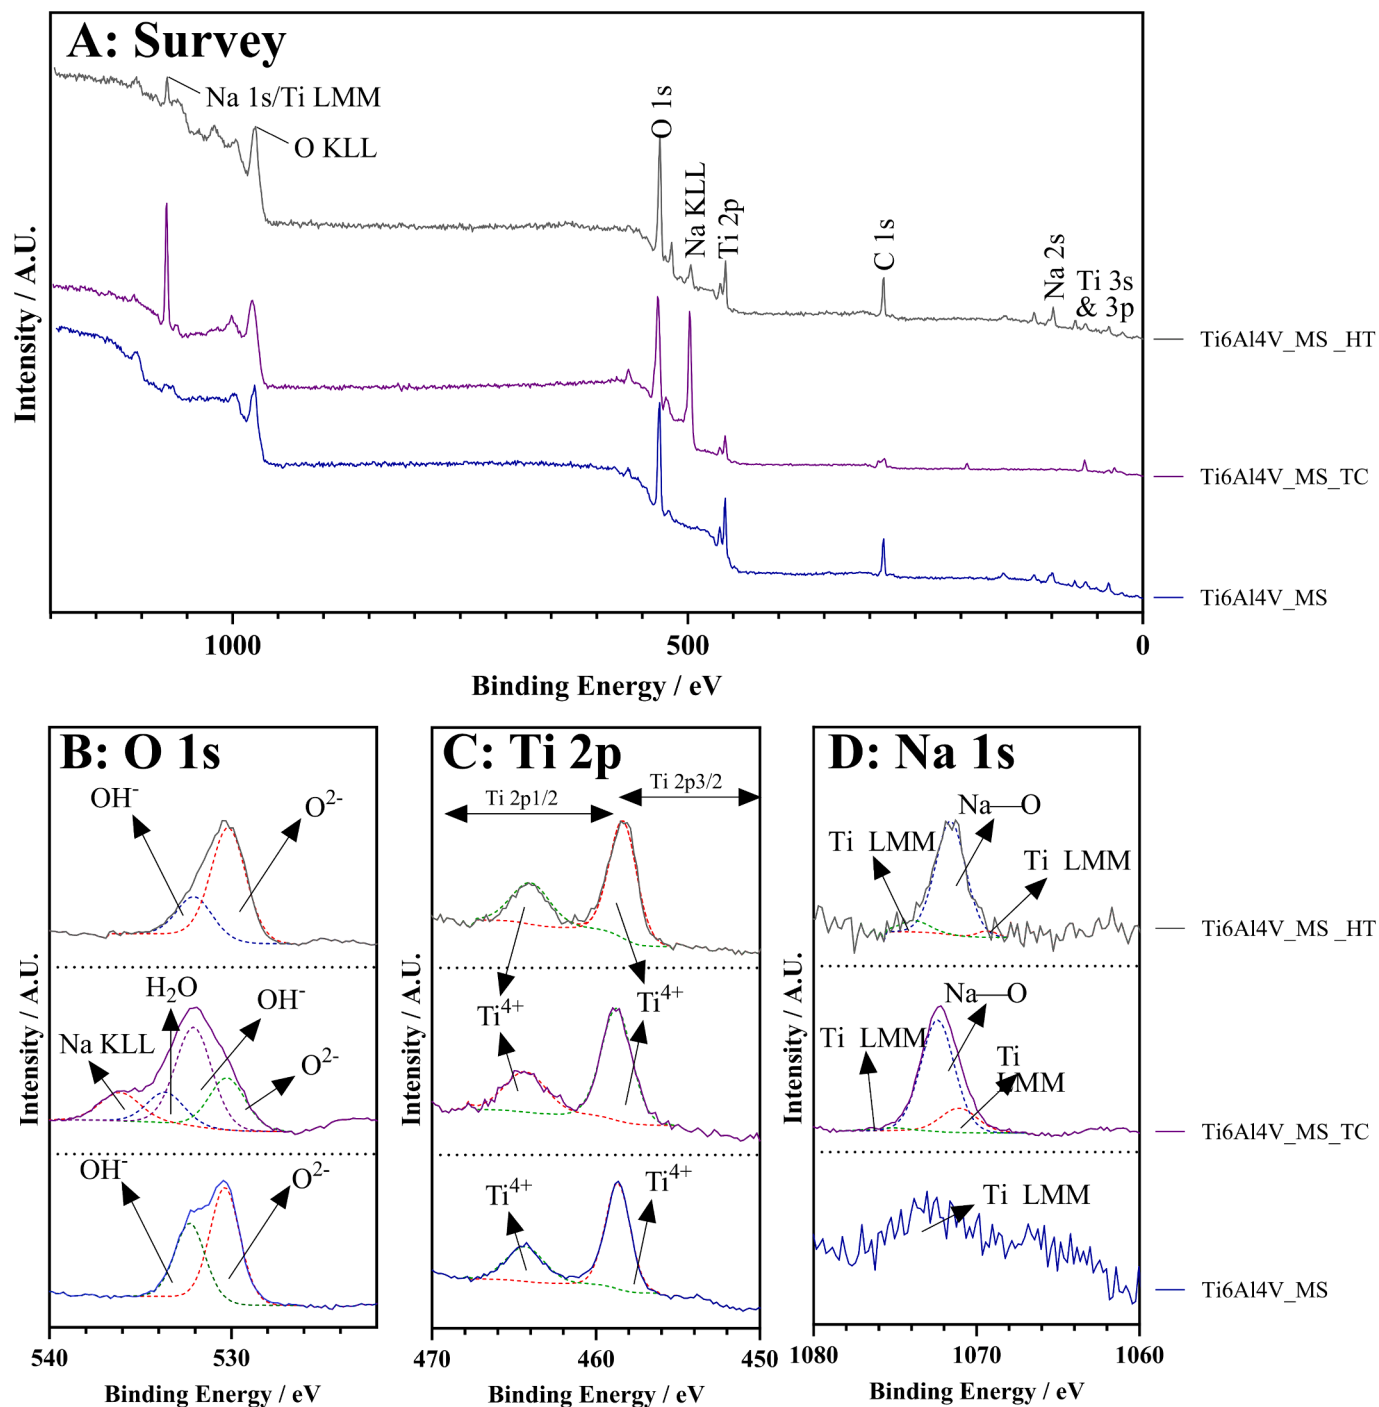 A: Survey
Na 1s/Ti LMM
O KLL
O 1s
Na KLL
Ti 2p
C 1s
Na 2s
Ti 3s
& 3p
Ti6Al4V_MS _HT
Ti6Al4V_MS_TC
Ti6Al4V_MS
Intensity / A.U.
1000
500
0
Binding Energy / eV
B: O 1s
OH-
O2-
H2O
OH-
Na KLL
O2-
OH-
O2-
Intensity / A.U.
540
530
Binding Energy / eV
C: Ti 2p
Ti 2p1/2
Ti 2p3/2
Ti4+
Ti4+
Ti4+
Ti4+
Intensity / A.U.
470
460
450
Binding Energy / eV
D: Na 1s
Na—O
Ti LMM
Ti LMM
Na—O
Ti LMM
Ti
LMM
Ti LMM
Intensity / A.U.
1080
1070
1060
Binding Energy / eV
Ti6Al4V_MS _HT
Ti6Al4V_MS_TC
Ti6Al4V_MS